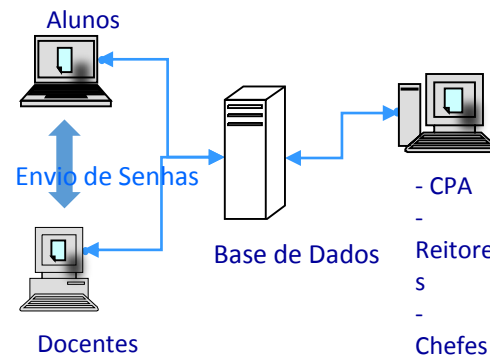 Alunos
Envio de Senhas
Base de Dados
Docentes
- CPA
-
Reitore
s
-
Chefes